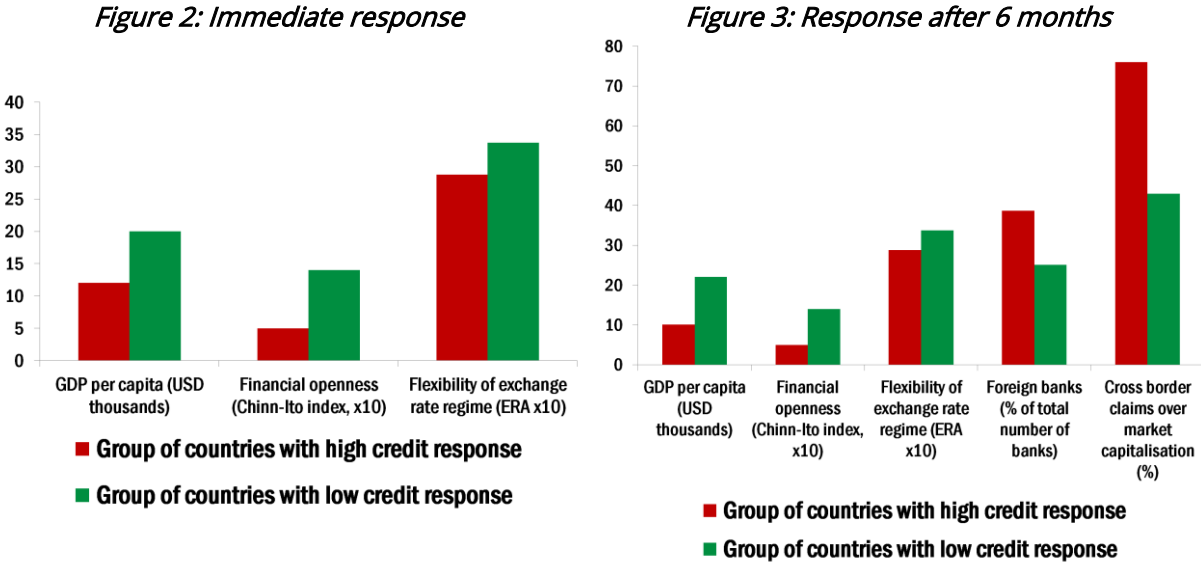 Figure 2: Immediate response
40
35
30
25
20
15
10
5
0
GDP per capita (USD
thousands)
Financial openness
(Chinn-Ito index, x10)
Flexibility of exchange
rate regime (ERA x10)
Group of countries with high credit response
Group of countries with low credit response
Figure 3: Response after 6 months
80
70
60
50
40
30
20
10
0
GDP per capita
(USD
thousands)
Financial
openness
(Chinn-Ito index,
x10)
Flexibility of
exchange rate
regime (ERA
x10)
Foreign banks
(% of total
number of
banks)
Cross border
claims over
market
capitalisation
(%)
Group of countries with high credit response
Group of countries with low credit response